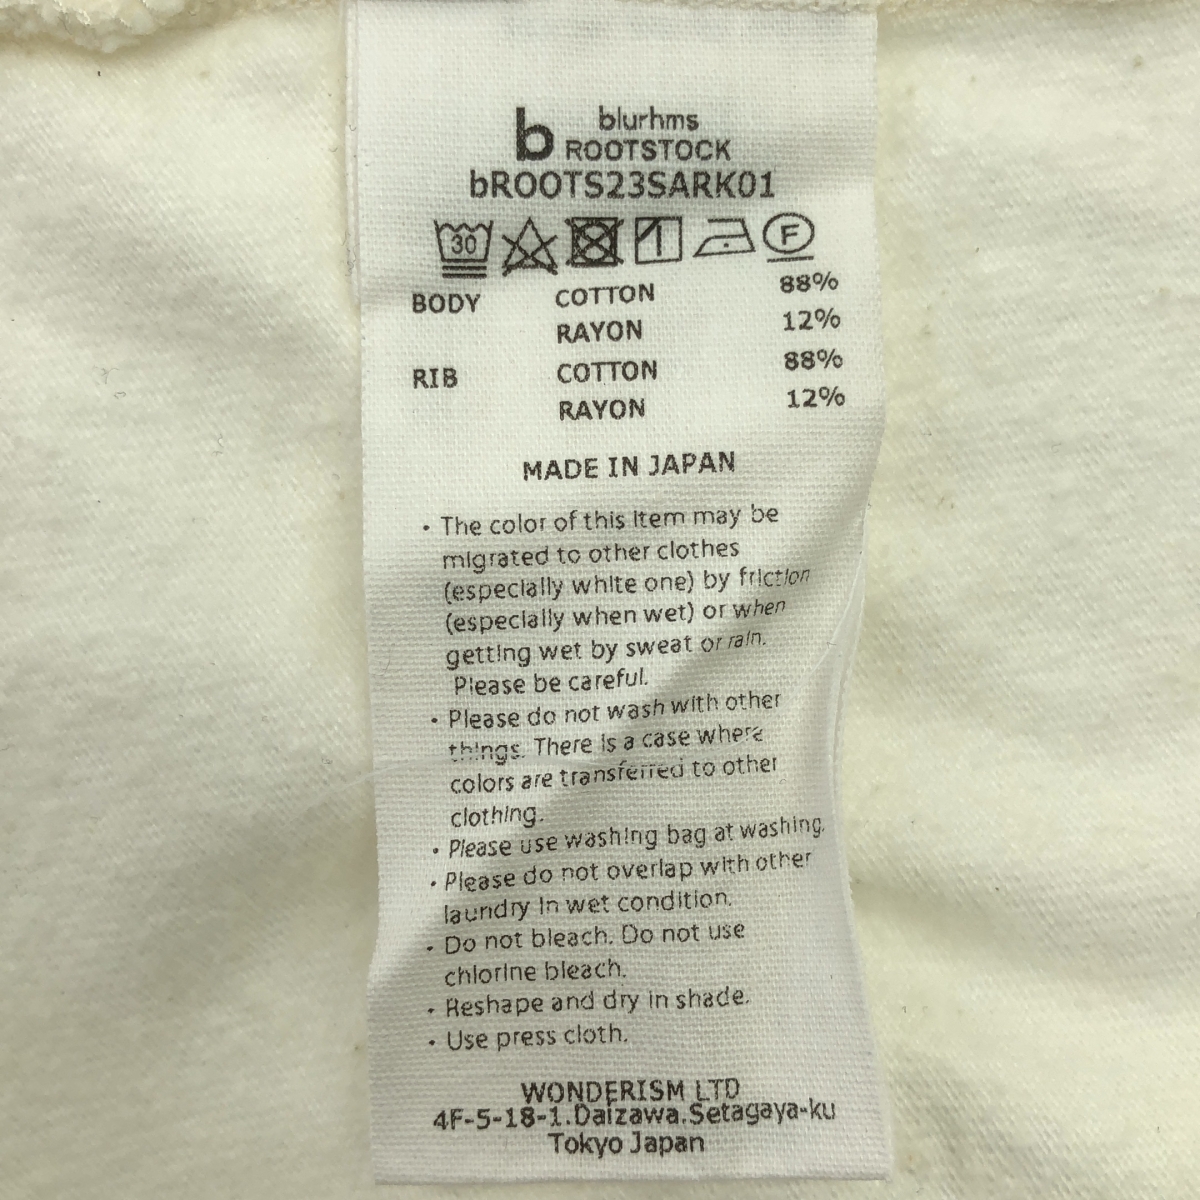 b blurhms
ROOTSTOCK
bROOTS23SARK01
30 F
BODY COTTON 88%
RAYON 12%
RIB COTTON 88%
RAYON 12%
MADE IN JAPAN
・The color of this item may be
migrated to other clothes
(especially white one) by friction
(especially when wet) or when
getting wet by sweat or rain.
Please be careful.
・Please do not wash with other
things. There is a case where
colors are transferred to other
clothing.
・Please use washing bag at washing.
・Please do not overlap with other
laundry in wet condition.
・Do not bleach. Do not use
chlorine bleach.
・Reshape and dry in shade.
・Use press cloth.
WONDERISM LTD
4F-5-18-1.Daizawa.Setagaya-ku
Tokyo Japan